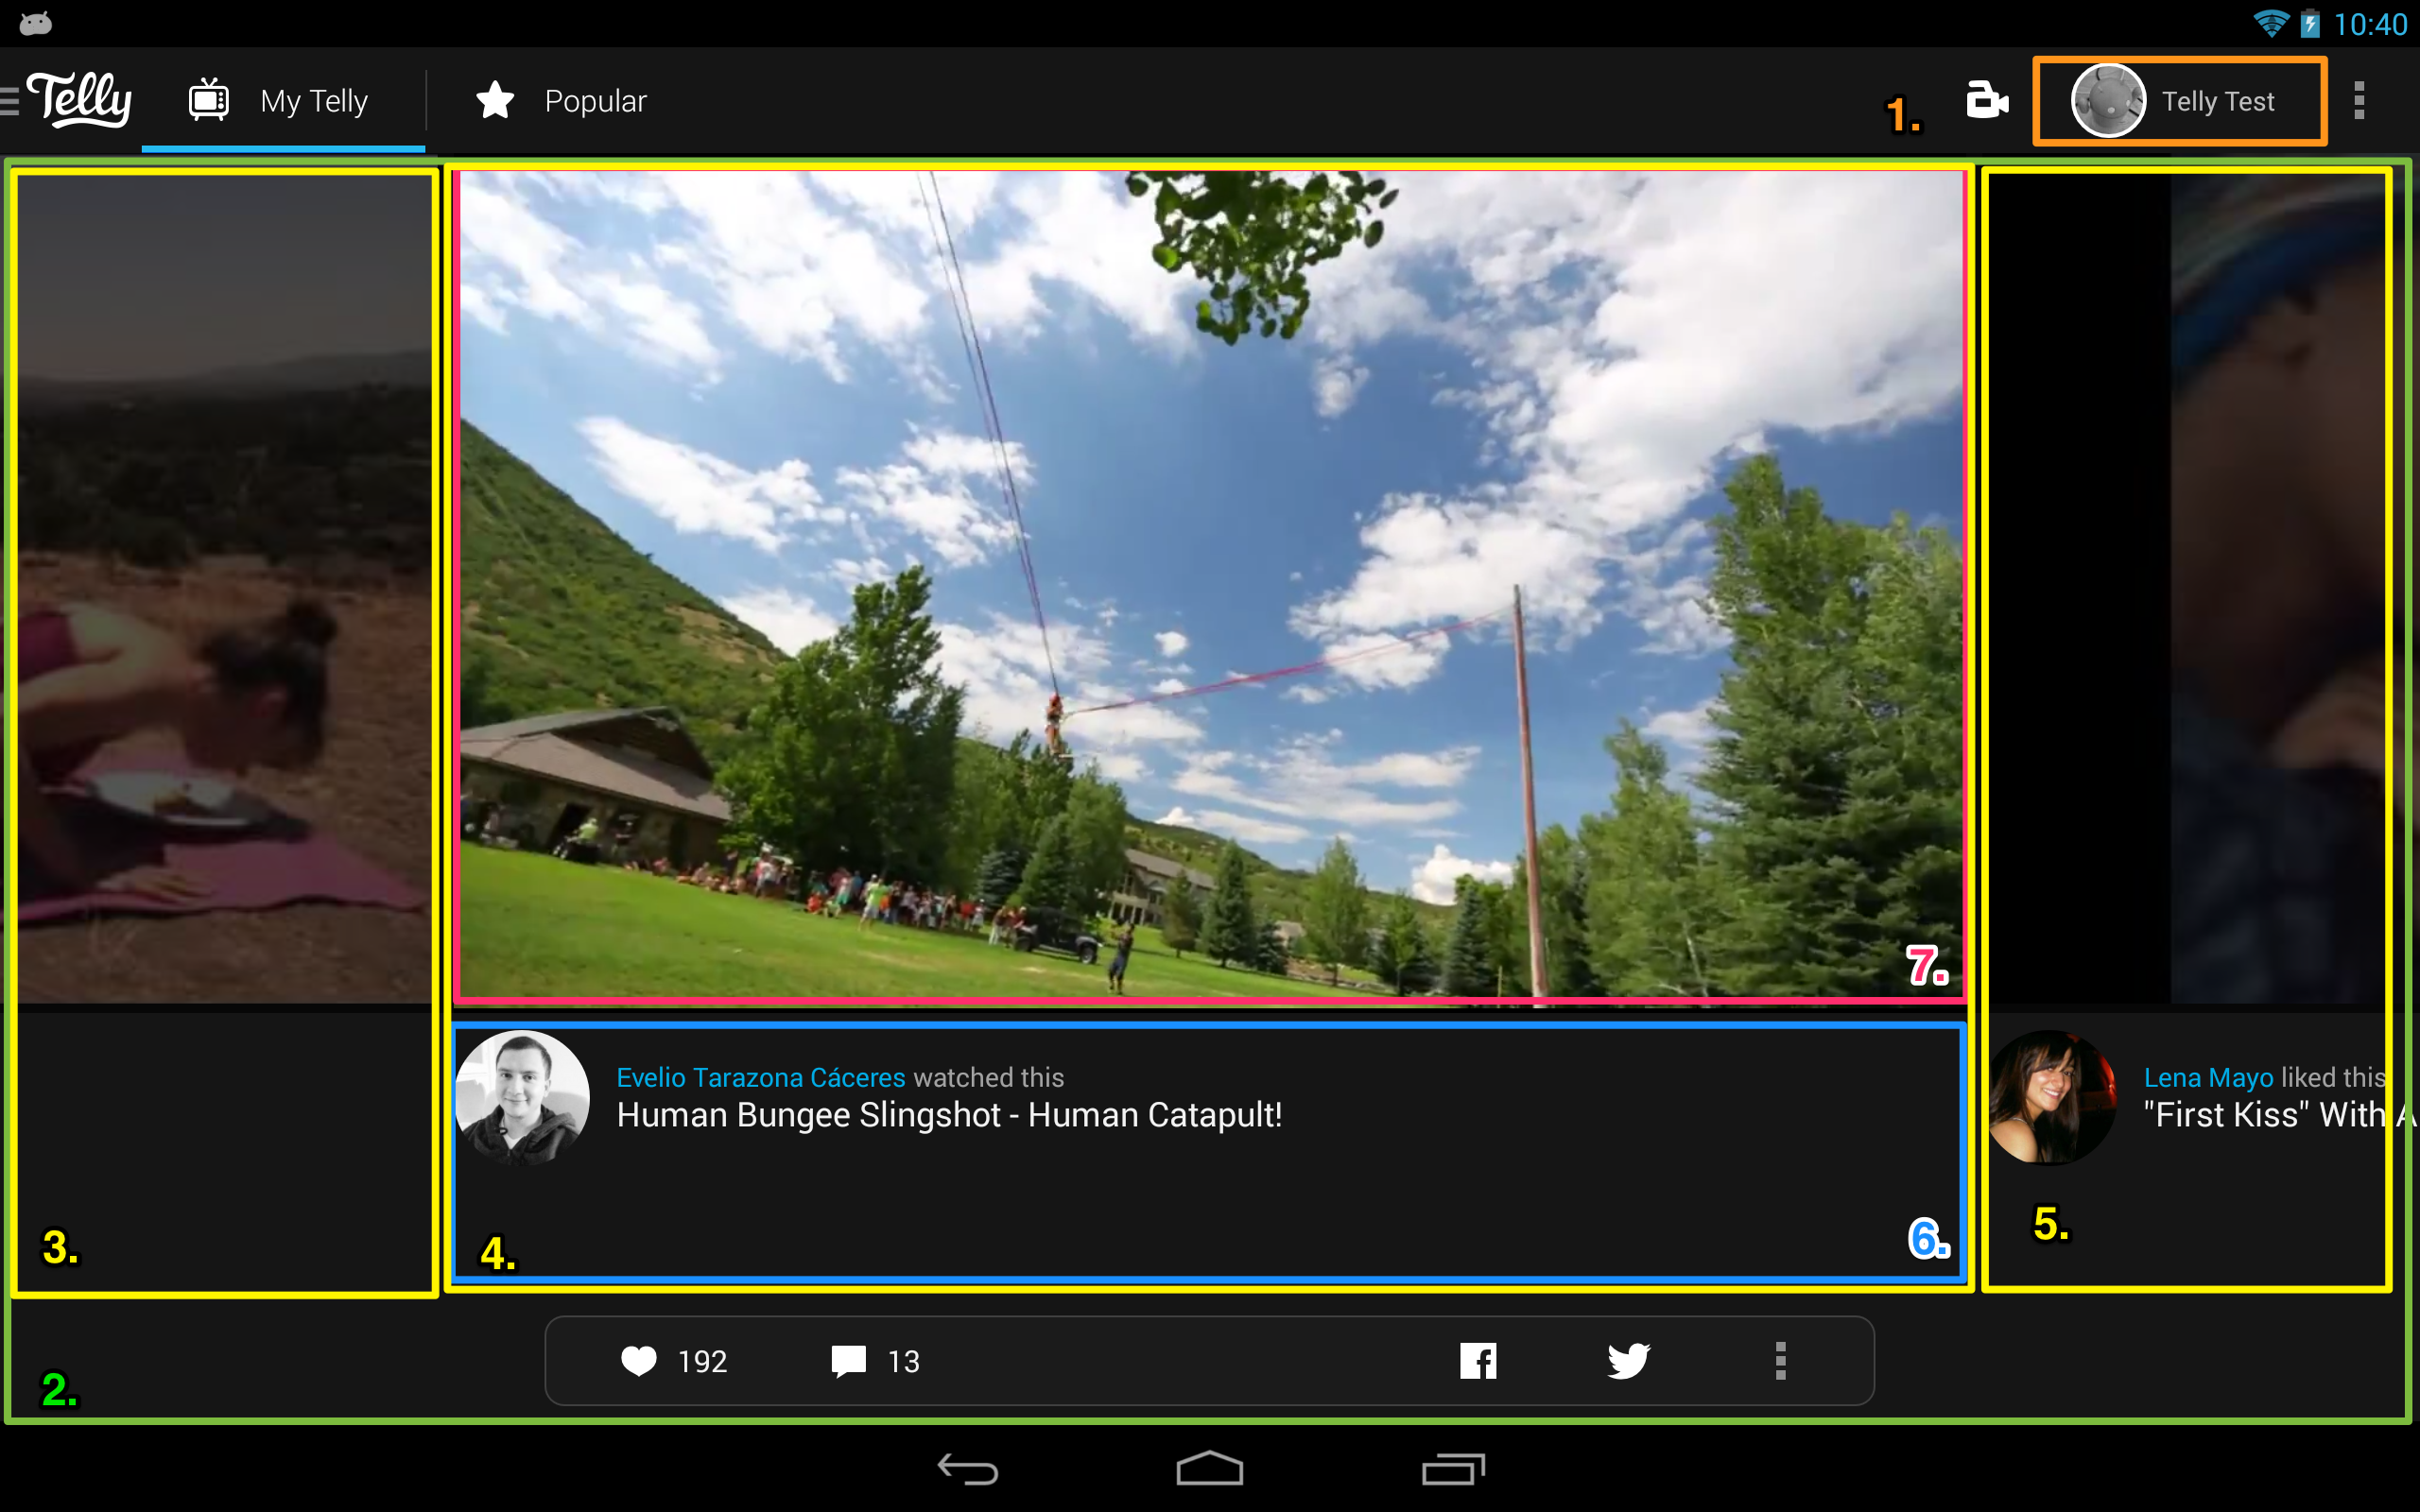 10:40
Telly
My Telly
Popular
1.
Telly Test
7.
Evelio Tarazona Cáceres watched this
Human Bungee Slingshot - Human Catapult!
Lena Mayo liked this
"First Kiss" With A
3.
4.
6.
5.
192
13
2.